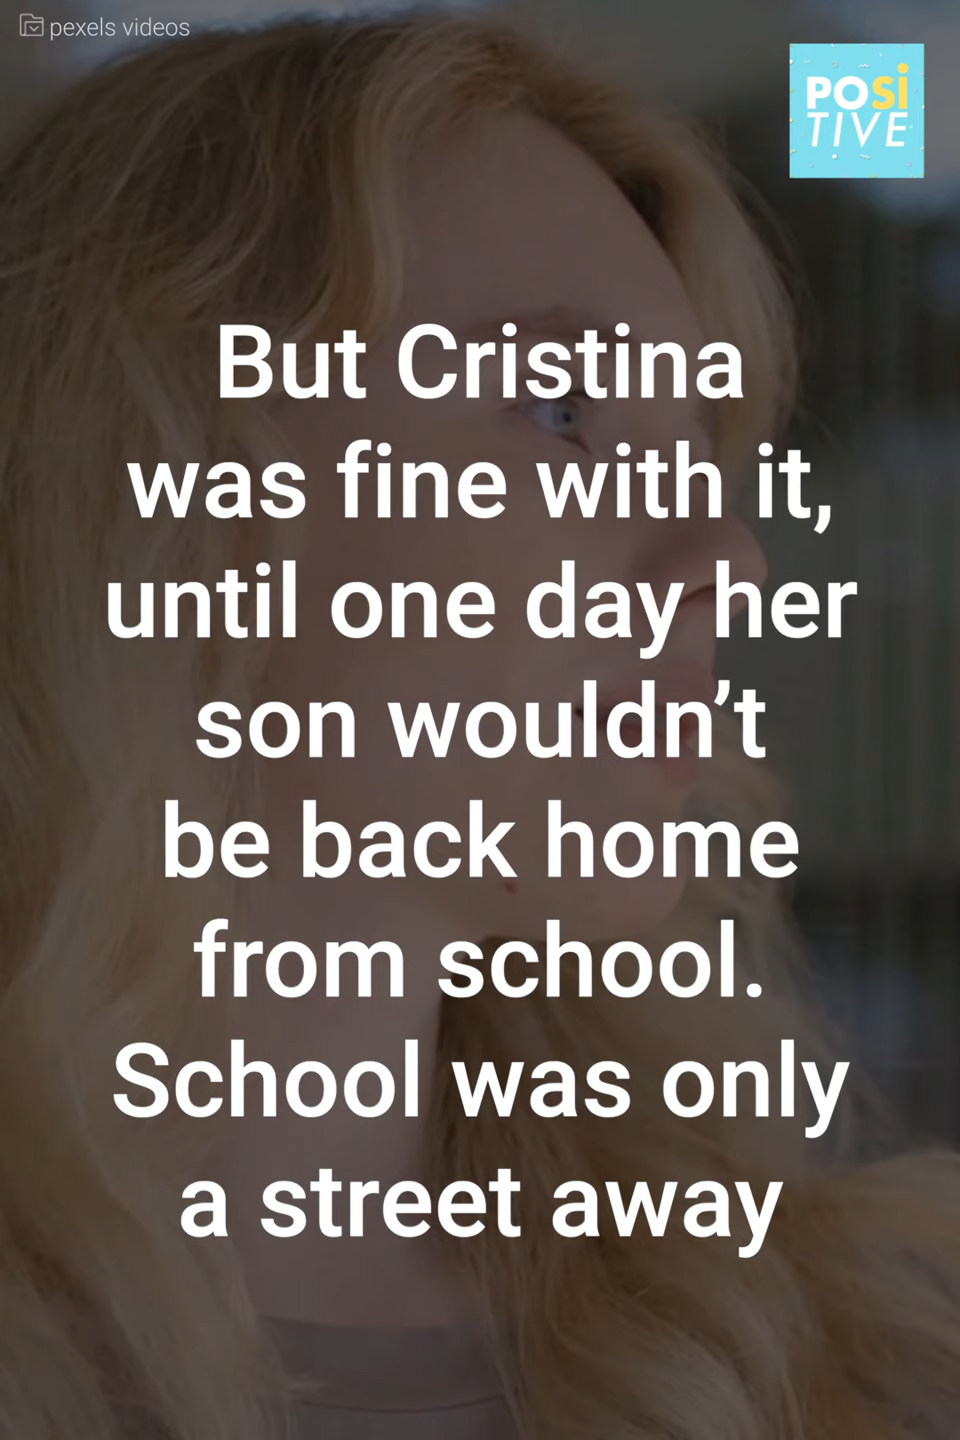 pexels videos
POSi
TIVE
But Cristina
was fine with it,
until one day her
son wouldn’t
be back home
from school.
School was only
a street away